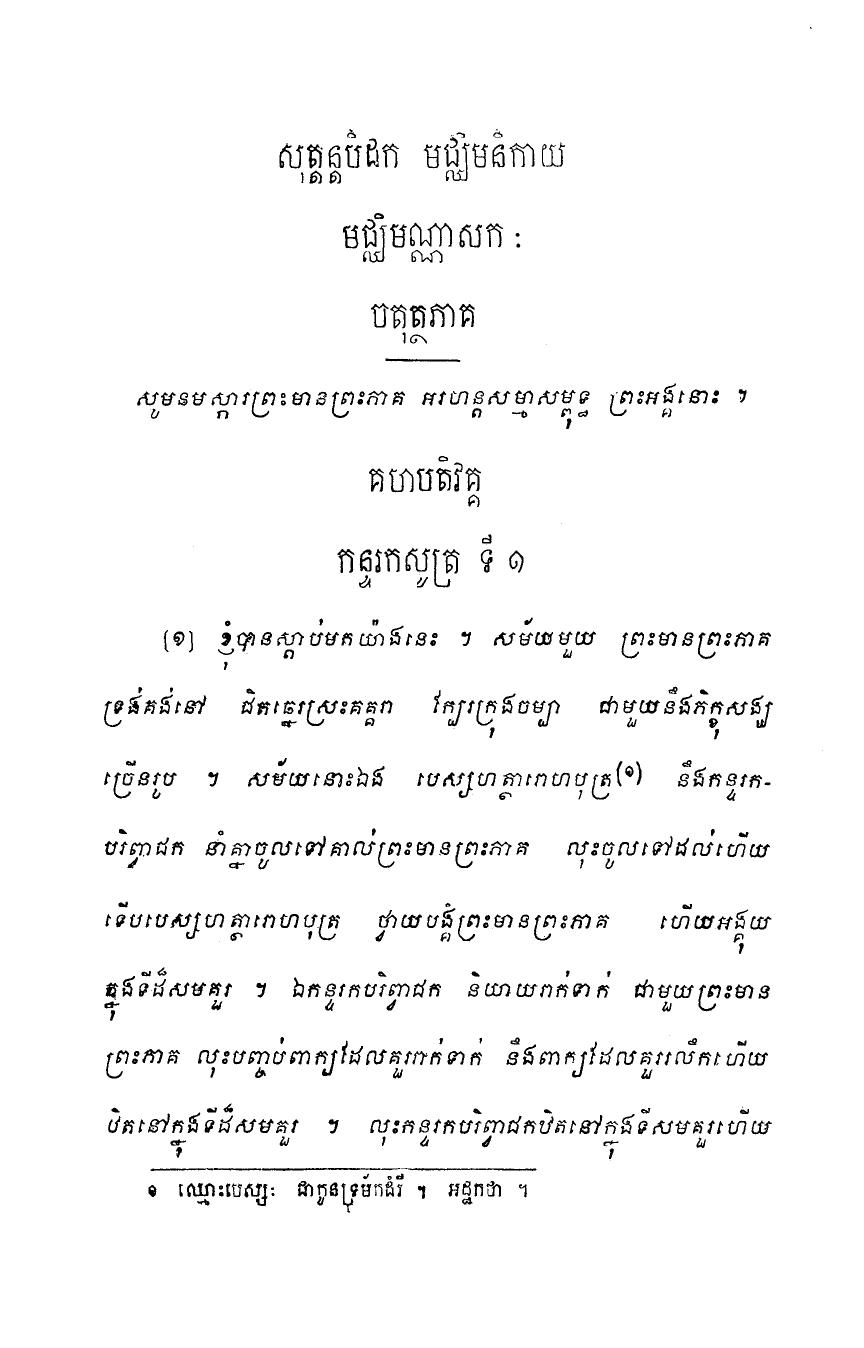 សុត្តន្តបិដក មជ្ឈិមនិកាយ
មជ្ឈិមណ្ណាសក:
ចតុត្ថភាគ
សូមនមស្ការព្រះមានព្រះភាគ អរហន្តសម្មាសម្ពុទ្ធ ព្រះអង្គនោះ ។
គហបតិវគ្គ
កន្ទរកសូត្រ ទី ១
[១] ខ្ញុំបានស្តាប់មកយ៉ាងនេះ ។ សម័យមួយ ព្រះមានព្រះភាគ
ទ្រង់គង់នៅ ជិតឆ្នេរស្រះគគ្គរា ក្បែរក្រុងចម្បា ជាមួយនឹងភិក្ខុសង្ឃ
ច្រើនរូប ។ សម័យនោះឯង បេស្សហត្ថារោហបុត្រ(១) នឹងកន្ទរក-
បរិព្វាជក នាំគ្នាចូលទៅគាល់ព្រះមានព្រះភាគ លុះចូលទៅដល់ហើយ
ទើបបេស្សហត្ថារោហបុត្រ ថ្វាយបង្គំព្រះមានព្រះភាគ ហើយអង្គុយ
ក្នុងទីដ៏សមគួរ ។ ឯកន្ទរកបរិព្វាជក និយាយរាក់ទាក់ ជាមួយព្រះមាន
ព្រះភាគ លុះបញ្ចប់ពាក្យដែលគួររាក់ទាក់ នឹងពាក្យដែលគួររលឹកហើយ
ឋិតនៅក្នុងទីដ៏សមគួរ ។ លុះកន្ទរកបរិព្វាជកឋិតនៅក្នុងទីសមគួរហើយ
១ ឈ្មោះបេស្សៈ ជាកូនទ្រម៉ាក់ដំរី ។ អដ្ឋកថា ។